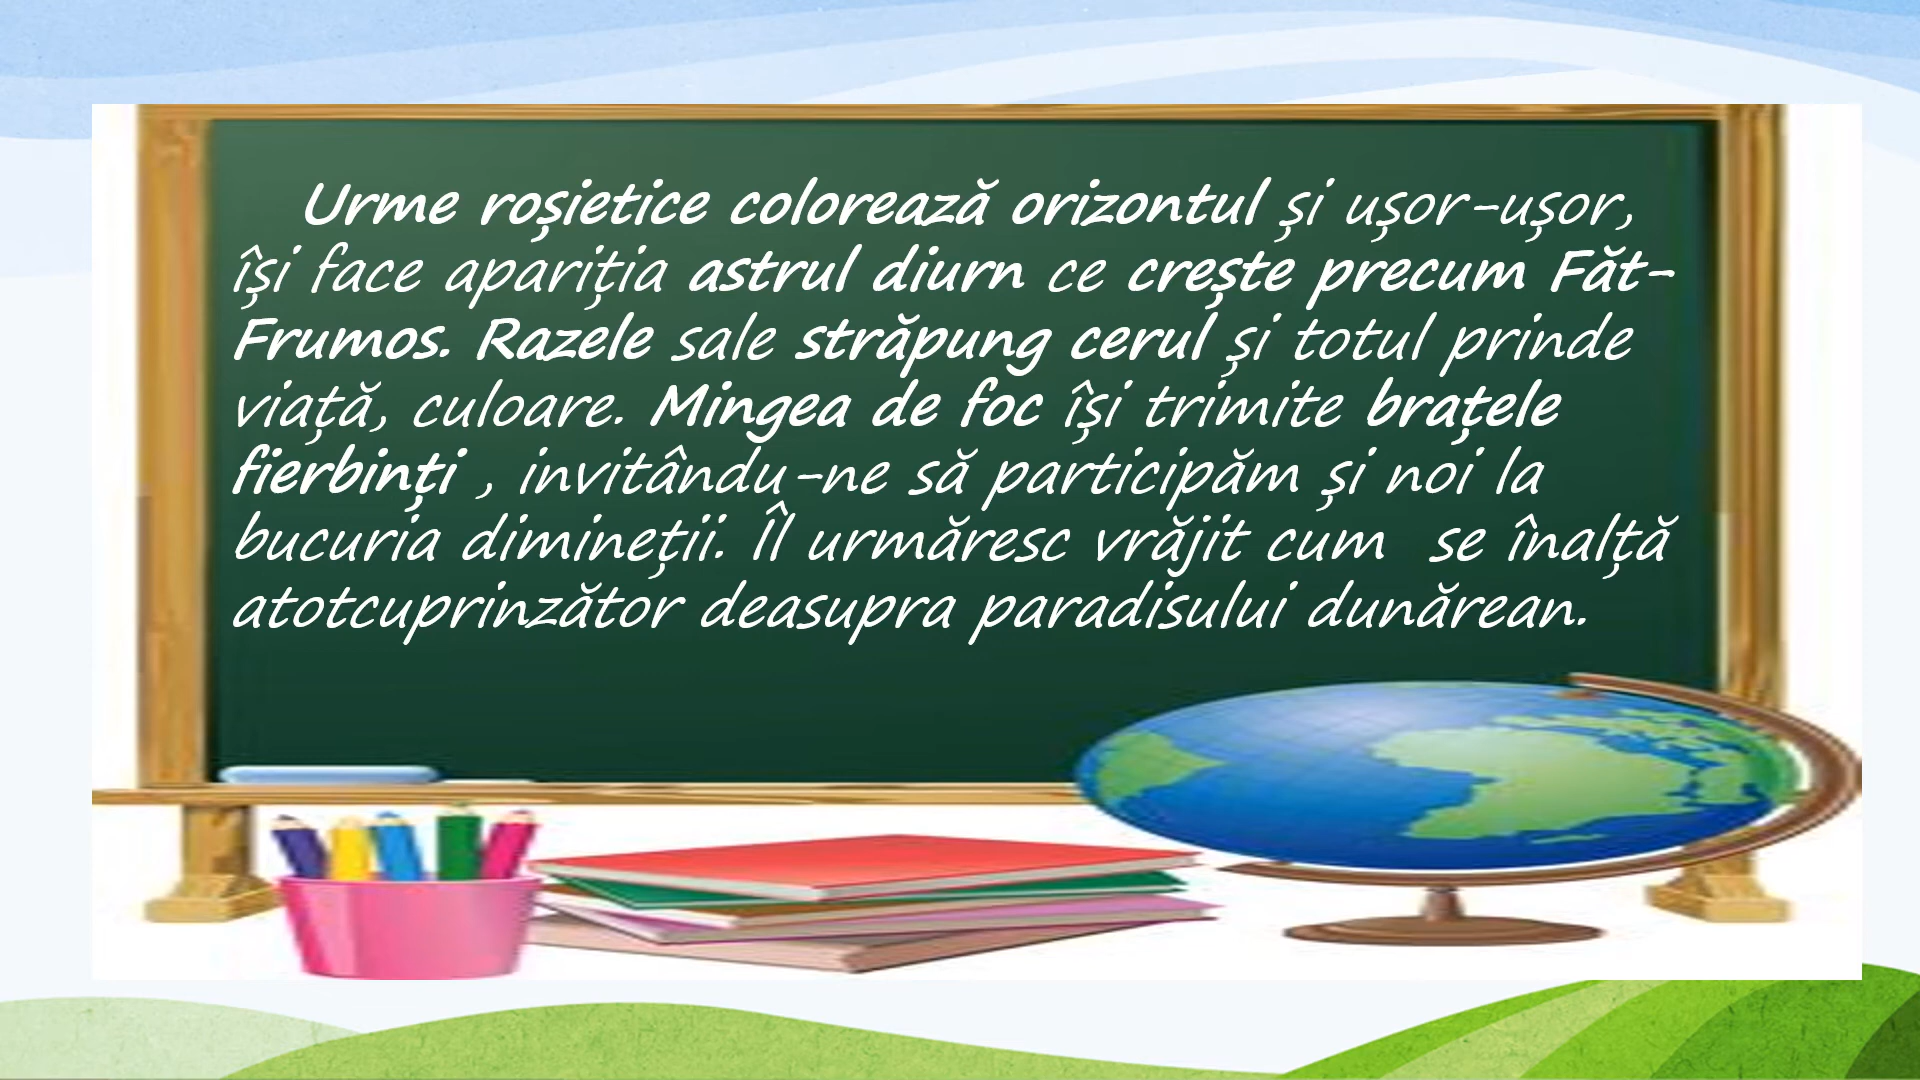 Urme roșietice colorează orizontul și ușor-ușor,
își face apariția astrul diurn ce crește precum Făt-
Frumos. Razele sale străpung cerul și totul prinde
viață, culoare. Mingea de foc își trimite brațele
fierbinți , invitându-ne să participăm și noi la
bucuria dimineții. Îl urmăresc vrăjit cum  se înalță
atotcuprinzător deasupra paradisului dunărean.